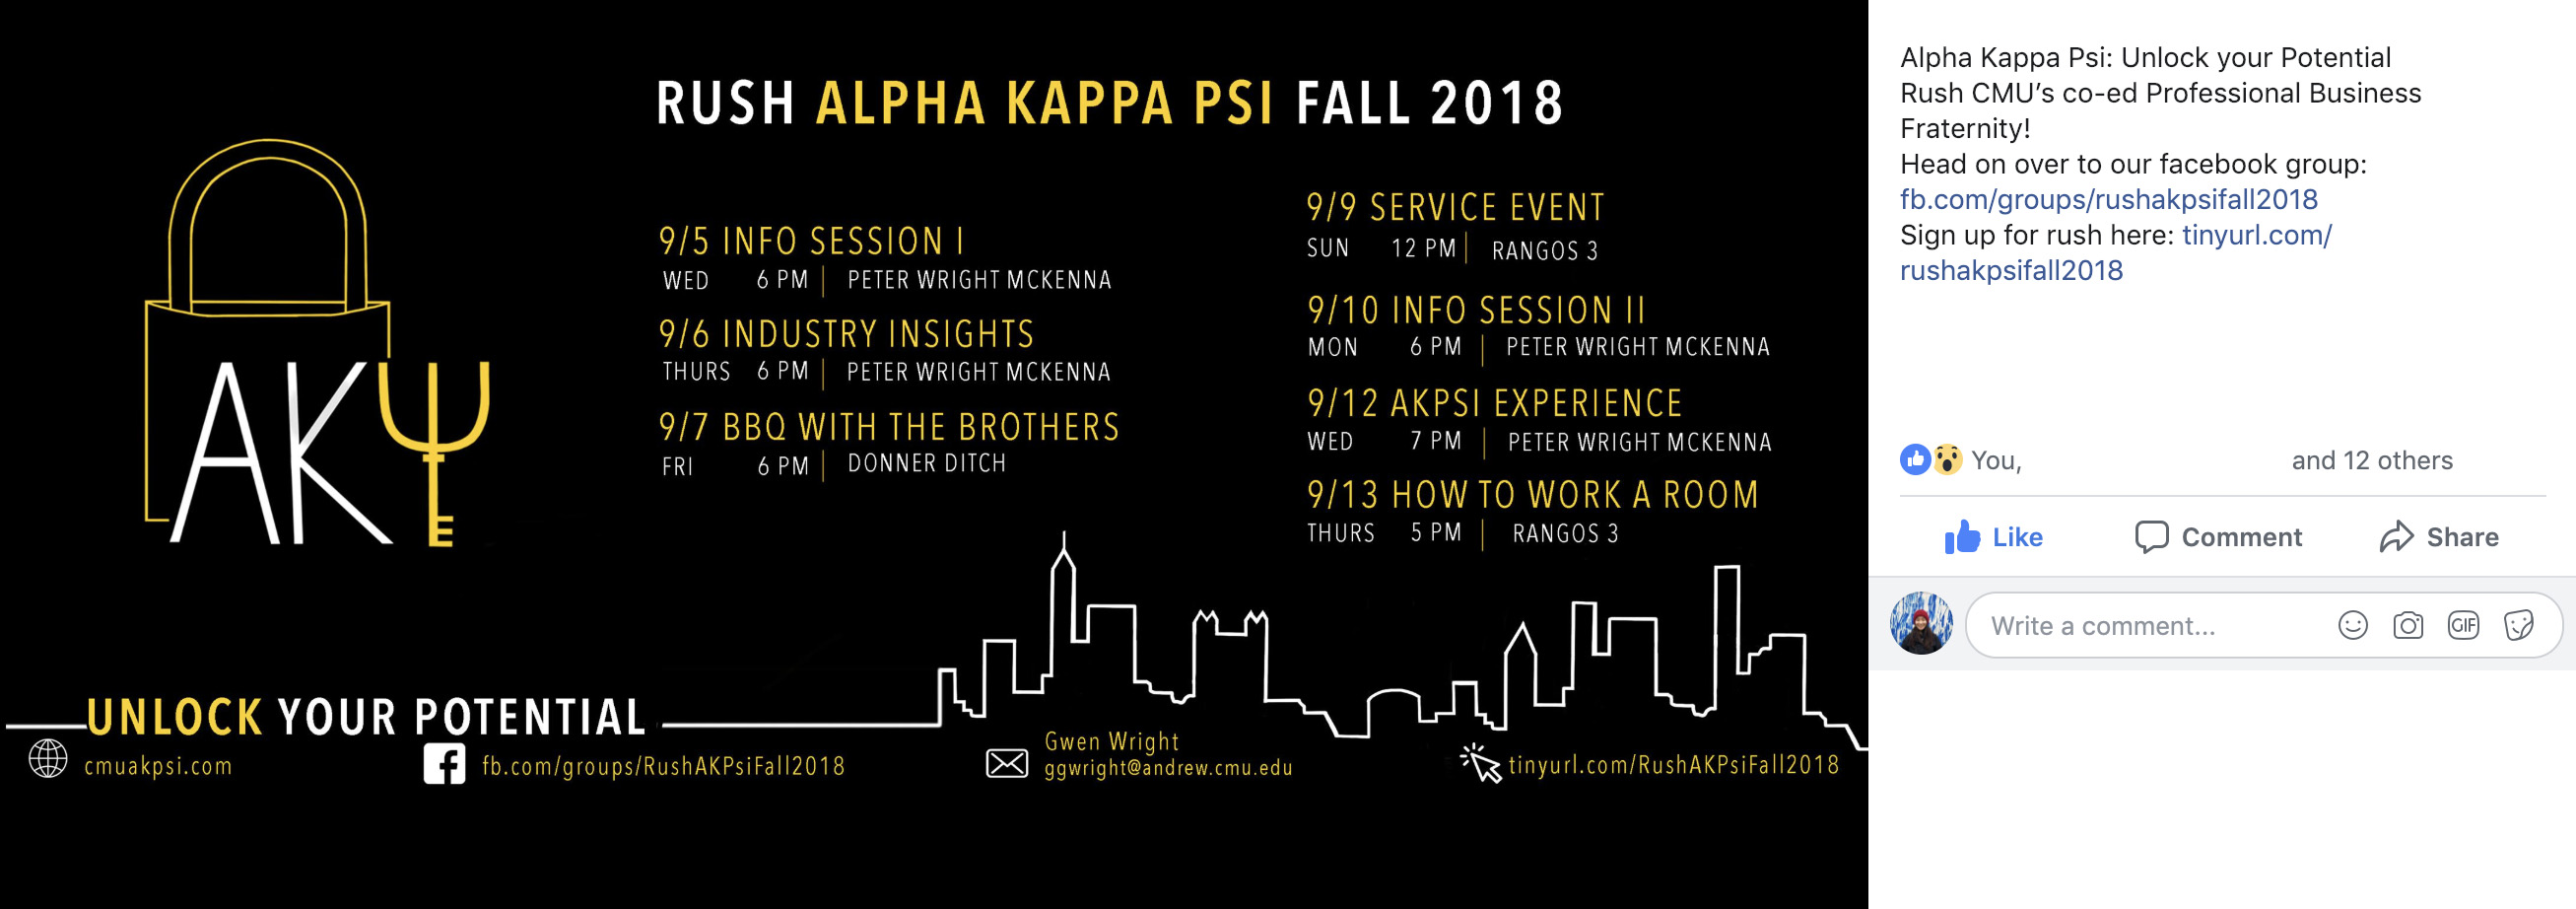 RUSH ALPHA KAPPA PSI FALL 2018
AKΨ
9/5 INFO SESSION I
WED 6 PM | PETER WRIGHT MCKENNA
9/6 INDUSTRY INSIGHTS
THURS 6 PM | PETER WRIGHT MCKENNA
9/7 BBQ WITH THE BROTHERS
FRI 6 PM | DONNER DITCH
9/9 SERVICE EVENT
SUN 12 PM | RANGOS 3
9/10 INFO SESSION II
MON 6 PM | PETER WRIGHT MCKENNA
9/12 AKPSI EXPERIENCE
WED 7 PM | PETER WRIGHT MCKENNA
9/13 HOW TO WORK A ROOM
THURS 5 PM | RANGOS 3
UNLOCK YOUR POTENTIAL
cmuakpsi.com
fb.com/groups/RushAKPsiFall2018
Gwen Wright
ggwright@andrew.cmu.edu
tinyurl.com/RushAKPsiFall2018
Alpha Kappa Psi: Unlock your Potential
Rush CMU’s co-ed Professional Business
Fraternity!
Head on over to our facebook group:
fb.com/groups/rushakpsifall2018
Sign up for rush here: tinyurl.com/
rushakpsifall2018
You, and 12 others
Like Comment Share
Write a comment...
GIF